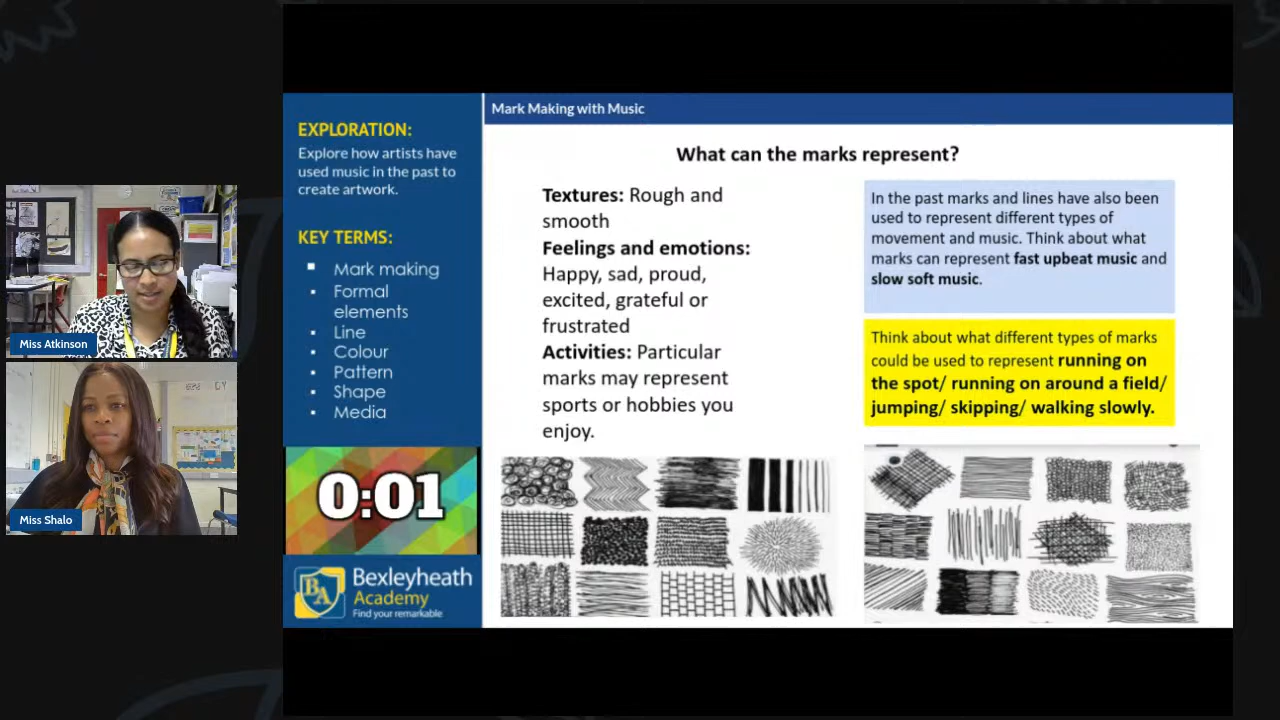 Miss Atkinson
Miss Shalo
EXPLORATION:
Explore how artists have
used music in the past to
create artwork.
KEY TERMS:
▪ Mark making
▪ Formal
elements
▪ Line
▪ Colour
▪ Pattern
▪ Shape
▪ Media
0:01
BA
Bexleyheath
Academy
Find your remarkable
Mark Making with Music
What can the marks represent?
Textures: Rough and
smooth
Feelings and emotions:
Happy, sad, proud,
excited, grateful or
frustrated
Activities: Particular
marks may represent
sports or hobbies you
enjoy.
In the past marks and lines have also been
used to represent different types of
movement and music. Think about what
marks can represent fast upbeat music and
slow soft music.
Think about what different types of marks
could be used to represent running on
the spot/ running on around a field/
jumping/ skipping/ walking slowly.